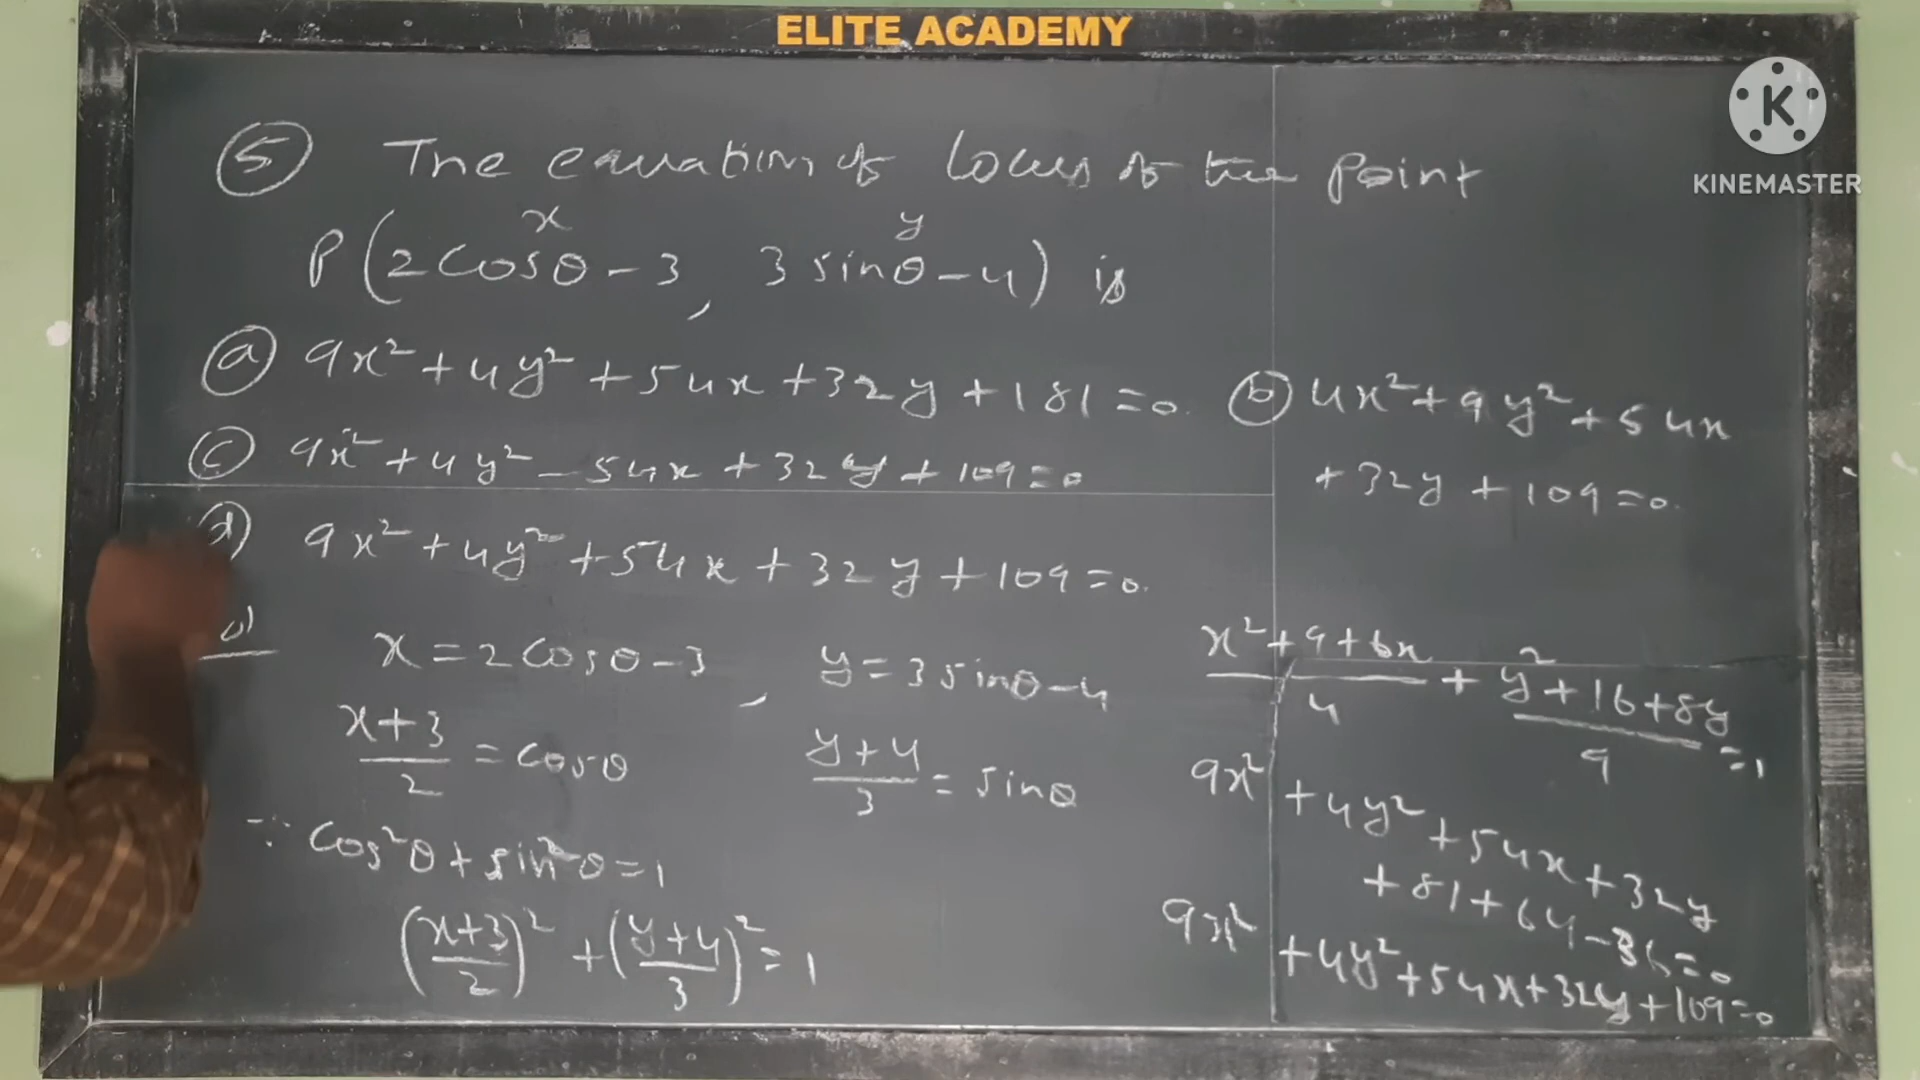 ELITE ACADEMY
KINEMASTER
⑤ The equation of locus of the point
x y
P(2cosθ-3, 3sinθ-4) is
ⓐ 9x²+4y²+54x+32y+181=0.
ⓑ 4x²+9y²+54x
+32y+109=0.
ⓒ 9x²+4y²-54x+32y+109=0
ⓓ 9x²+4y²+54x+32y+109=0.
x=2cosθ-3, y=3sinθ-4
(x+3)/2 = cosθ (y+4)/3 = sinθ
∵ cos²θ+sin²θ=1
((x+3)/2)² + ((y+4)/3)² = 1
(x²+9+6x)/4 + (y²+16+8y)/9 = 1
9x²+4y²+54x+32y
+81+64-36=0
9x²+4y²+54x+32y+109=0